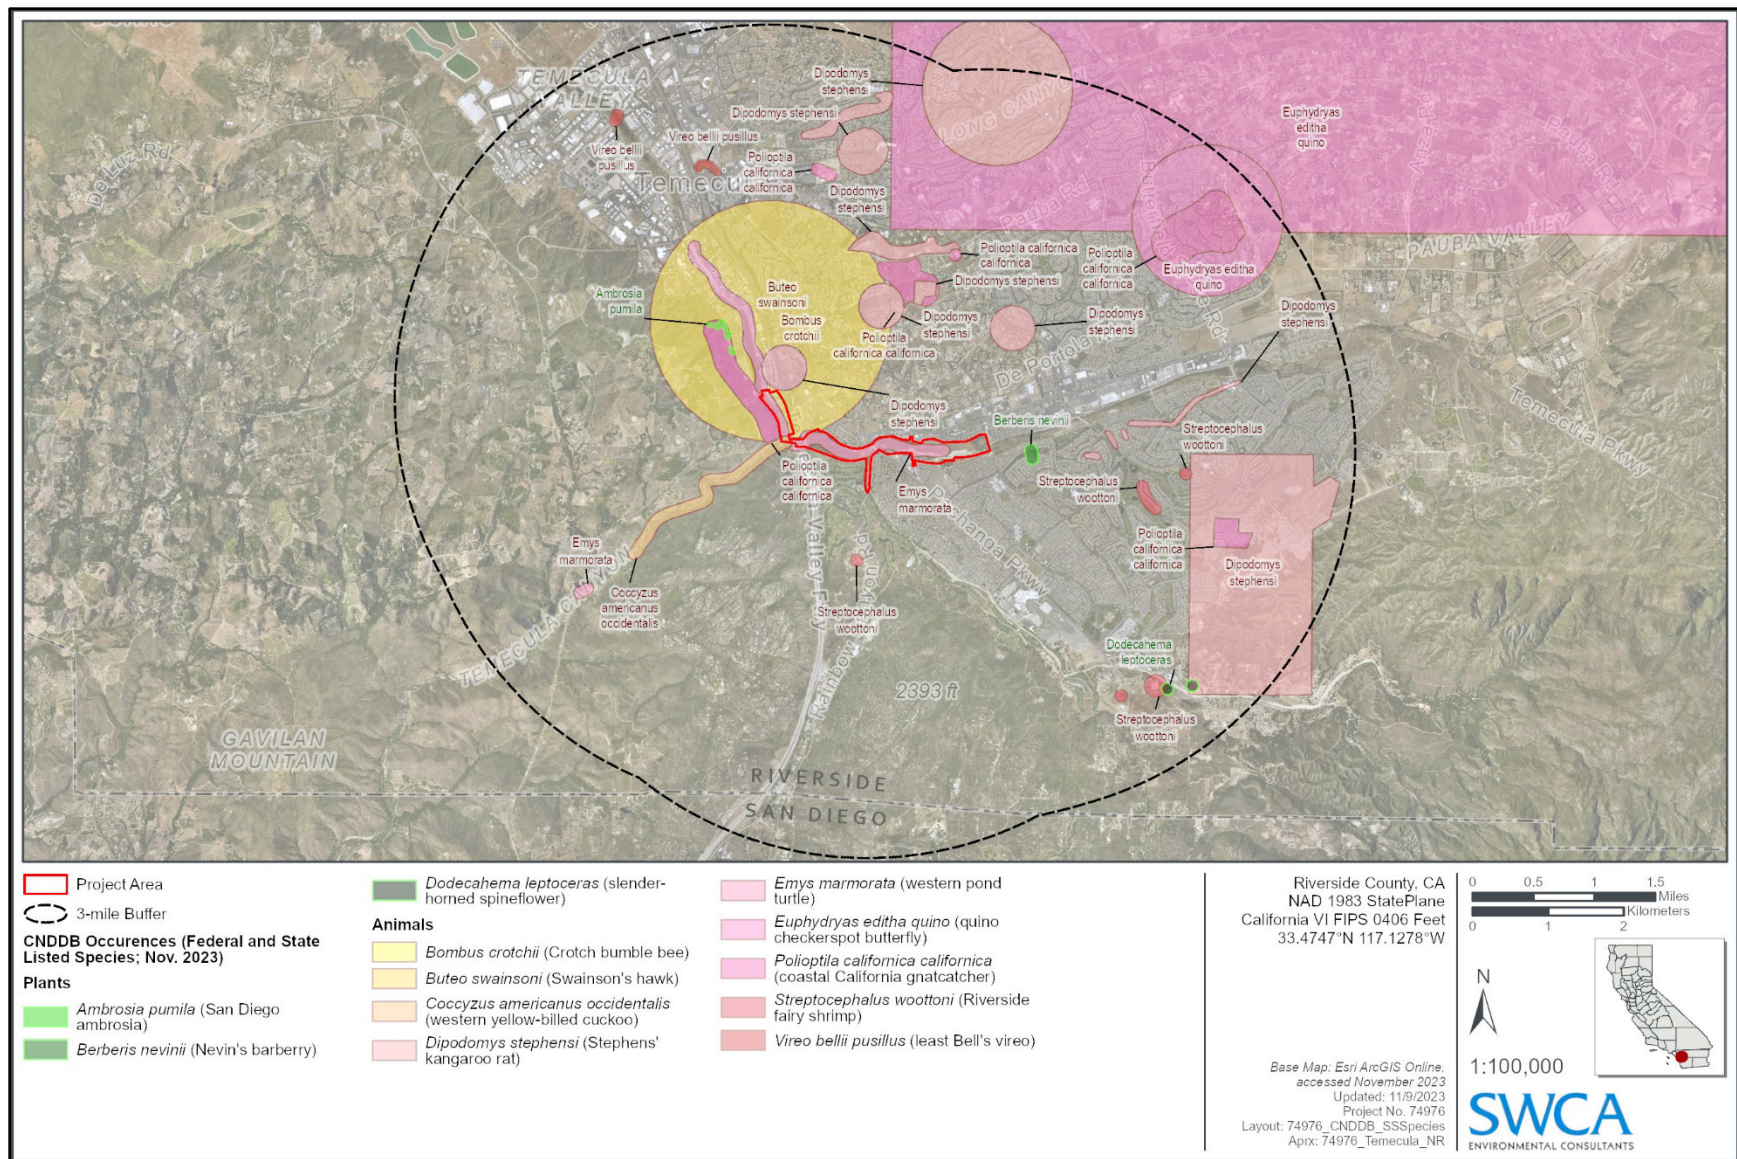 TEMECULA
VALLEY
De Luz Rd
Vireo bellii
pusillus
Vireo bellii pusillus
Temecula
Dipodomys
stephensi
Dipodomys stephensi
Polioptila
californica
californica
Dipodomys
stephensi
LONG CANYON
Pauba Rd
Euphydryas
editha
quino
Polioptila californica
californica
Dipodomys stephensi
Polioptila
californica
californica
Euphydryas editha
quino
PAUBA VALLEY
Ambrosia
pumila
Buteo
swainsoni
Bombus
crotchii
Dipodomys
stephensi
Polioptila
californica californica
Dipodomys
stephensi
Dipodomys
stephensi
De Portola Rd
Temecula Pkwy
Dipodomys
stephensi
Berberis nevinii
Streptocephalus
woottoni
Polioptila
californica
californica
Emys
marmorata
Streptocephalus
woottoni
Pechanga Pkwy
Polioptila
californica
californica
Dipodomys
stephensi
Emys
marmorata
TEMECULA CANYON
Coccyzus
americanus
occidentalis
Valley Fwy
Streptocephalus
woottoni
Rainbow
Dodecahema
leptoceras
2393 ft
Streptocephalus
woottoni
GAVILAN
MOUNTAIN
RIVERSIDE
SAN DIEGO
Project Area
3-mile Buffer
CNDDB Occurences (Federal and State
Listed Species; Nov. 2023)
Plants
Ambrosia pumila (San Diego
ambrosia)
Berberis nevinii (Nevin's barberry)
Dodecahema leptoceras (slender-
horned spineflower)
Animals
Bombus crotchii (Crotch bumble bee)
Buteo swainsoni (Swainson's hawk)
Coccyzus americanus occidentalis
(western yellow-billed cuckoo)
Dipodomys stephensi (Stephens'
kangaroo rat)
Emys marmorata (western pond
turtle)
Euphydryas editha quino (quino
checkerspot butterfly)
Polioptila californica californica
(coastal California gnatcatcher)
Streptocephalus woottoni (Riverside
fairy shrimp)
Vireo bellii pusillus (least Bell's vireo)
Riverside County, CA
NAD 1983 StatePlane
California VI FIPS 0406 Feet
33.4747°N 117.1278°W
Base Map: Esri ArcGIS Online,
accessed November 2023
Updated: 11/9/2023
Project No. 74976
Layout: 74976_CNDDB_SSSpecies
Aprx: 74976_Temecula_NR
0 0.5 1 1.5
Miles
Kilometers
0 1 2
N
1:100,000
SWCA
ENVIRONMENTAL CONSULTANTS